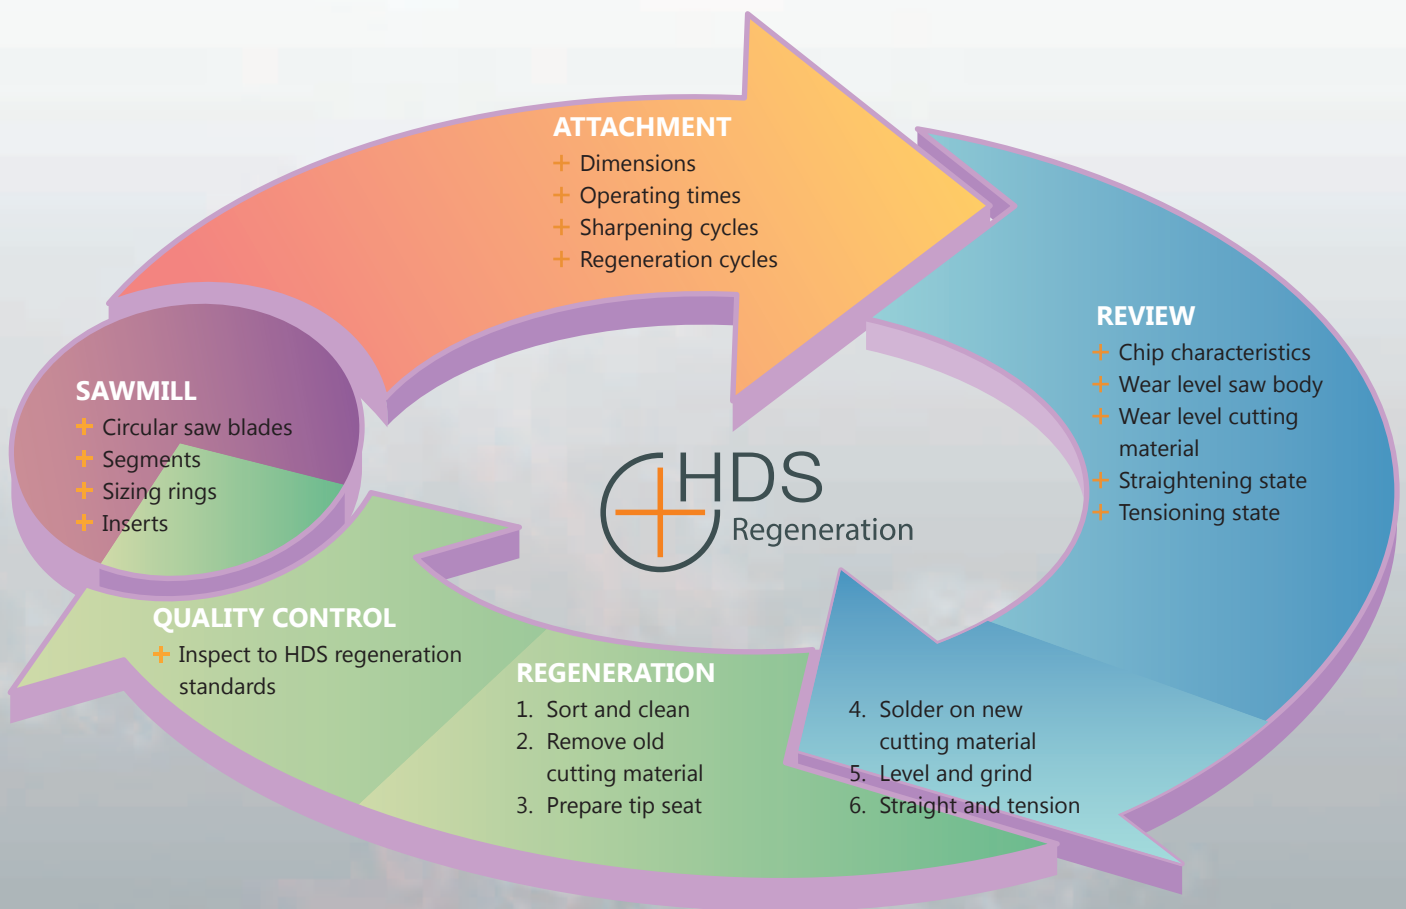 ATTACHMENT
+ Dimensions
+ Operating times
+ Sharpening cycles
+ Regeneration cycles
REVIEW
+ Chip characteristics
+ Wear level saw body
+ Wear level cutting
material
+ Straightening state
+ Tensioning state
SAWMILL
+ Circular saw blades
+ Segments
+ Sizing rings
+ Inserts
HDS
Regeneration
QUALITY CONTROL
+ Inspect to HDS regeneration
standards
REGENERATION
1. Sort and clean
2. Remove old
cutting material
3. Prepare tip seat
4. Solder on new
cutting material
5. Level and grind
6. Straight and tension